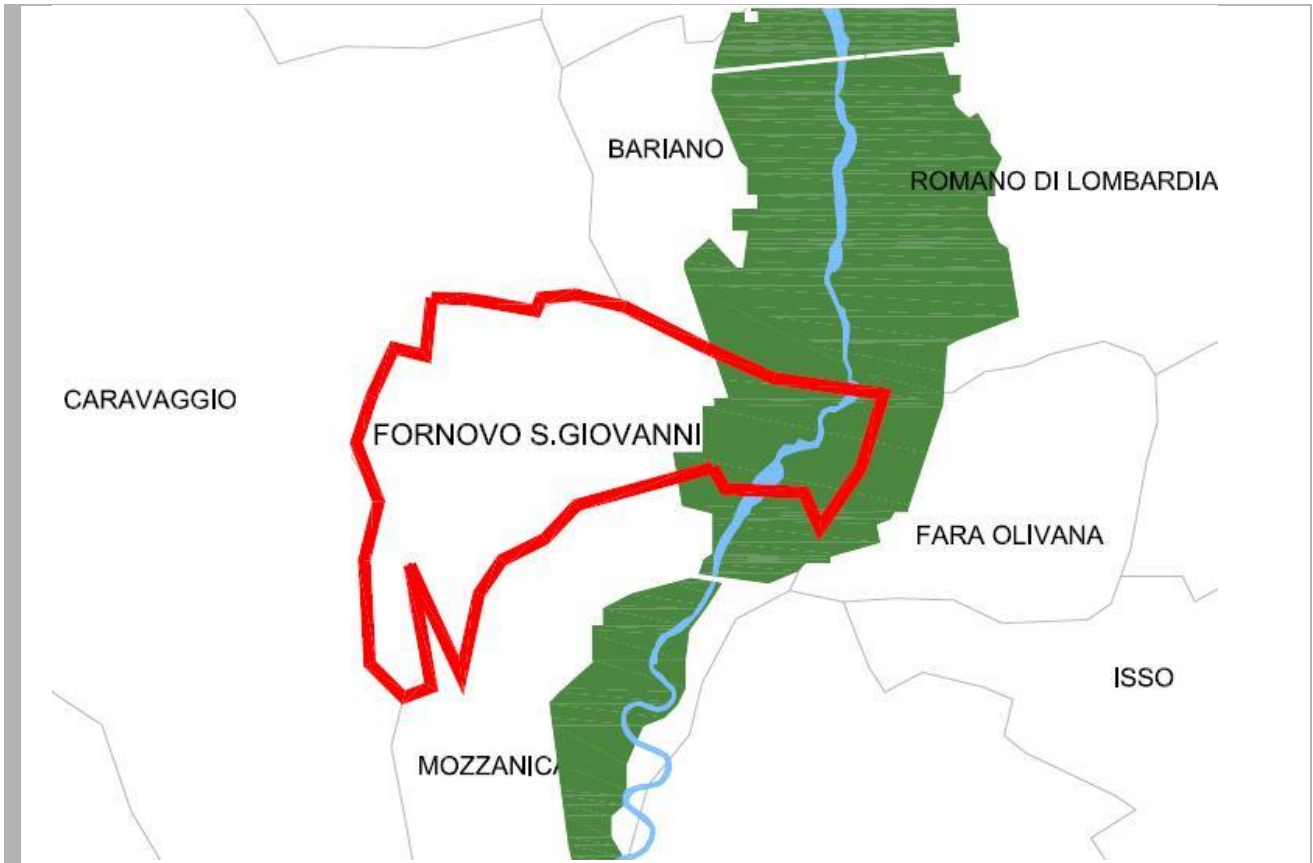 BARIANO
ROMANO DI LOMBARDIA
CARAVAGGIO
FORNOVO S.GIOVANNI
FARA OLIVANA
ISSO
MOZZANICA